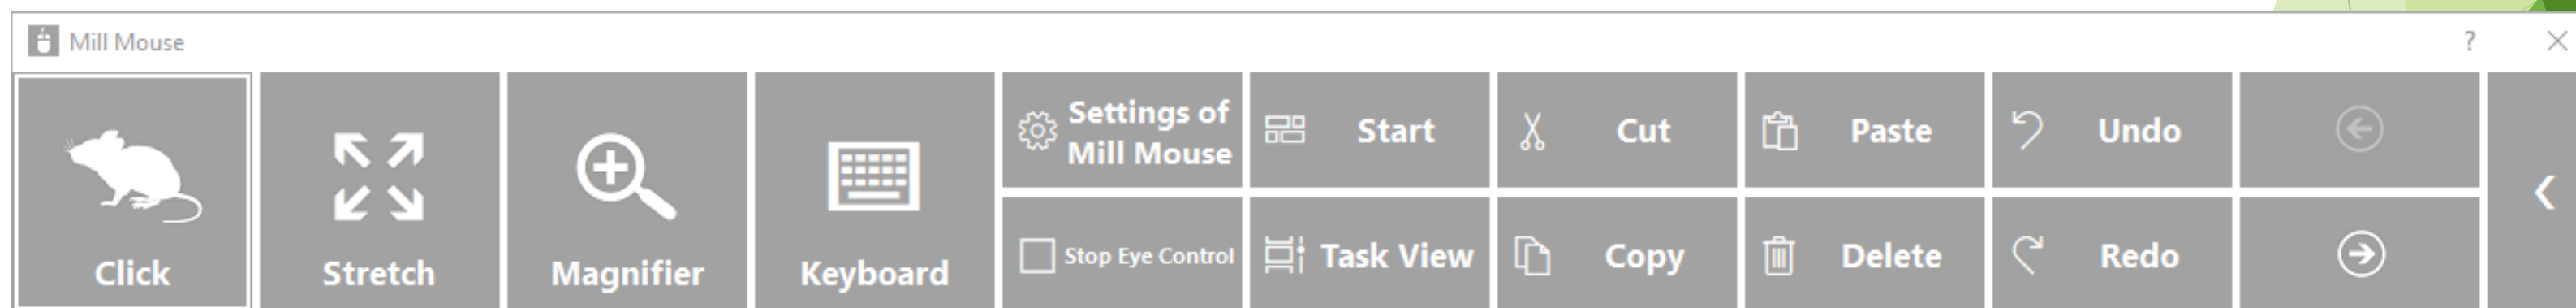 Mill Mouse
?
Click
Stretch
Magnifier
Keyboard
Settings of
Mill Mouse
Stop Eye Control
Start
Task View
Cut
Copy
Paste
Delete
Undo
Redo